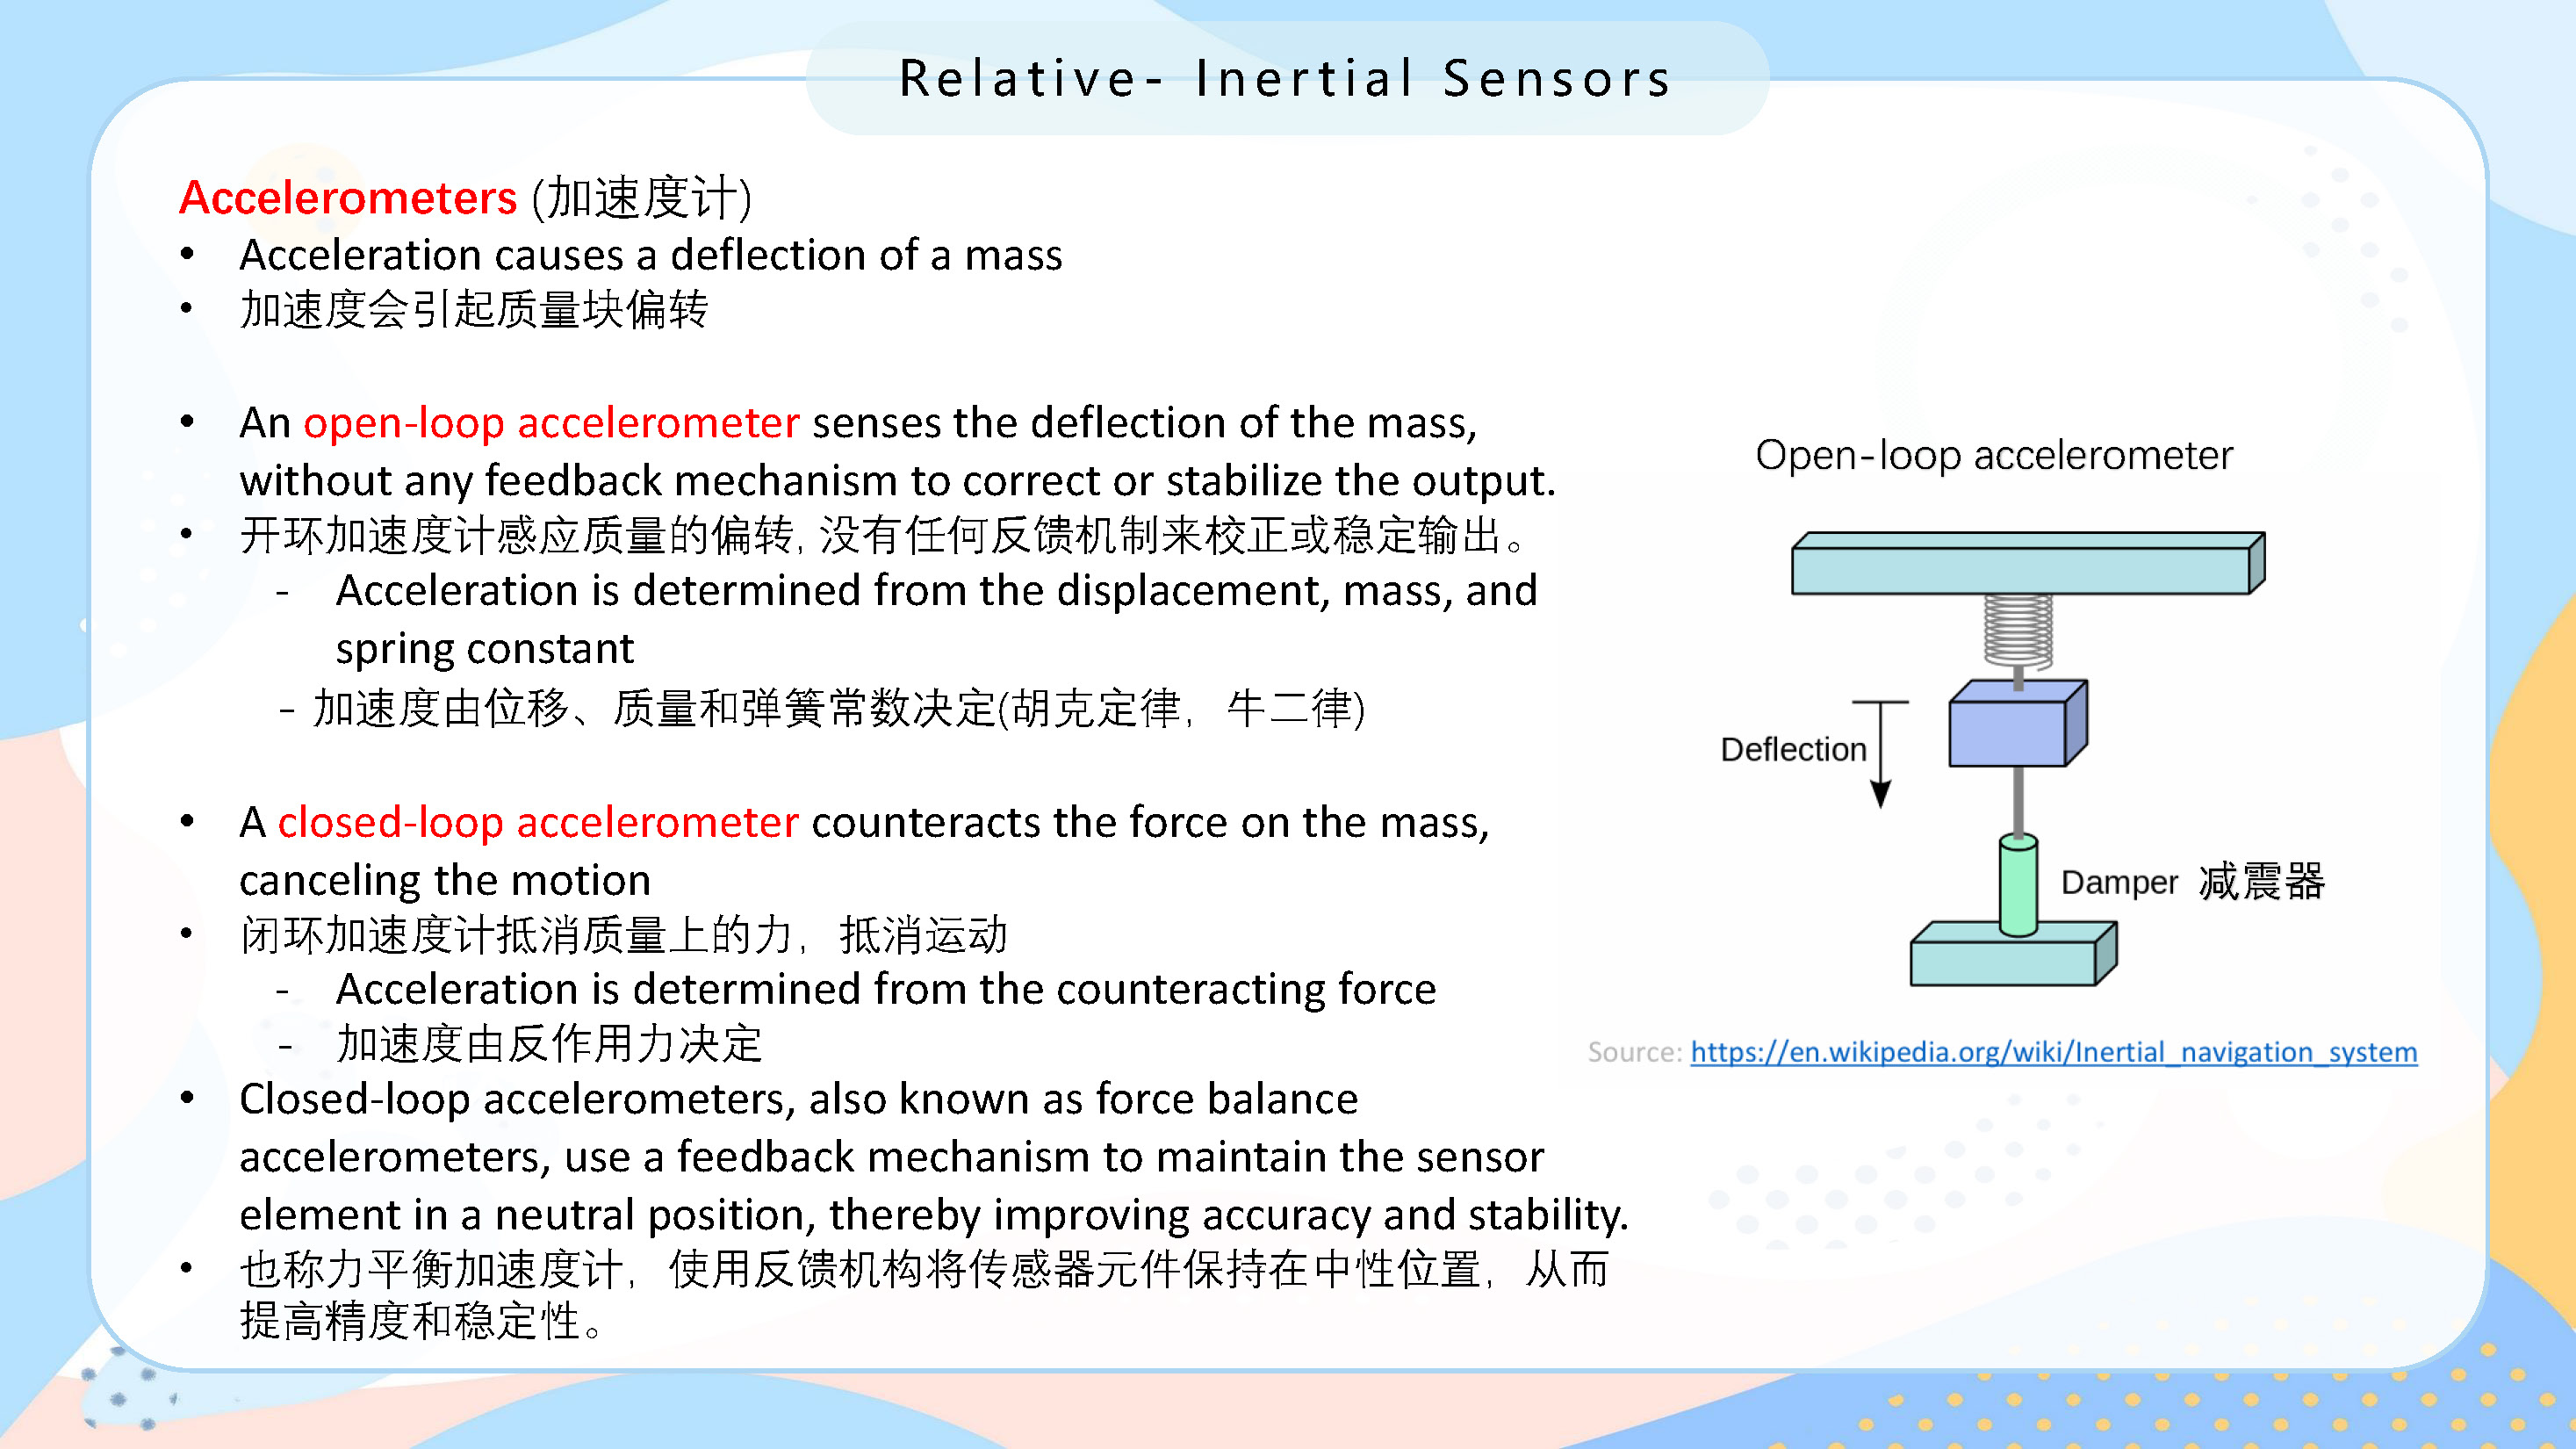 Relative- Inertial Sensors
Accelerometers (加速度计)
• Acceleration causes a deflection of a mass
• 加速度会引起质量块偏转
• An open-loop accelerometer senses the deflection of the mass,
without any feedback mechanism to correct or stabilize the output.
• 开环加速度计感应质量的偏转, 没有任何反馈机制来校正或稳定输出。
- Acceleration is determined from the displacement, mass, and
spring constant
- 加速度由位移、质量和弹簧常数决定(胡克定律，牛二律)
• A closed-loop accelerometer counteracts the force on the mass,
canceling the motion
• 闭环加速度计抵消质量上的力，抵消运动
- Acceleration is determined from the counteracting force
- 加速度由反作用力决定
• Closed-loop accelerometers, also known as force balance
accelerometers, use a feedback mechanism to maintain the sensor
element in a neutral position, thereby improving accuracy and stability.
• 也称力平衡加速度计，使用反馈机构将传感器元件保持在中性位置，从而
提高精度和稳定性。
Open-loop accelerometer
Deflection
Damper 减震器
Source: https://en.wikipedia.org/wiki/Inertial_navigation_system